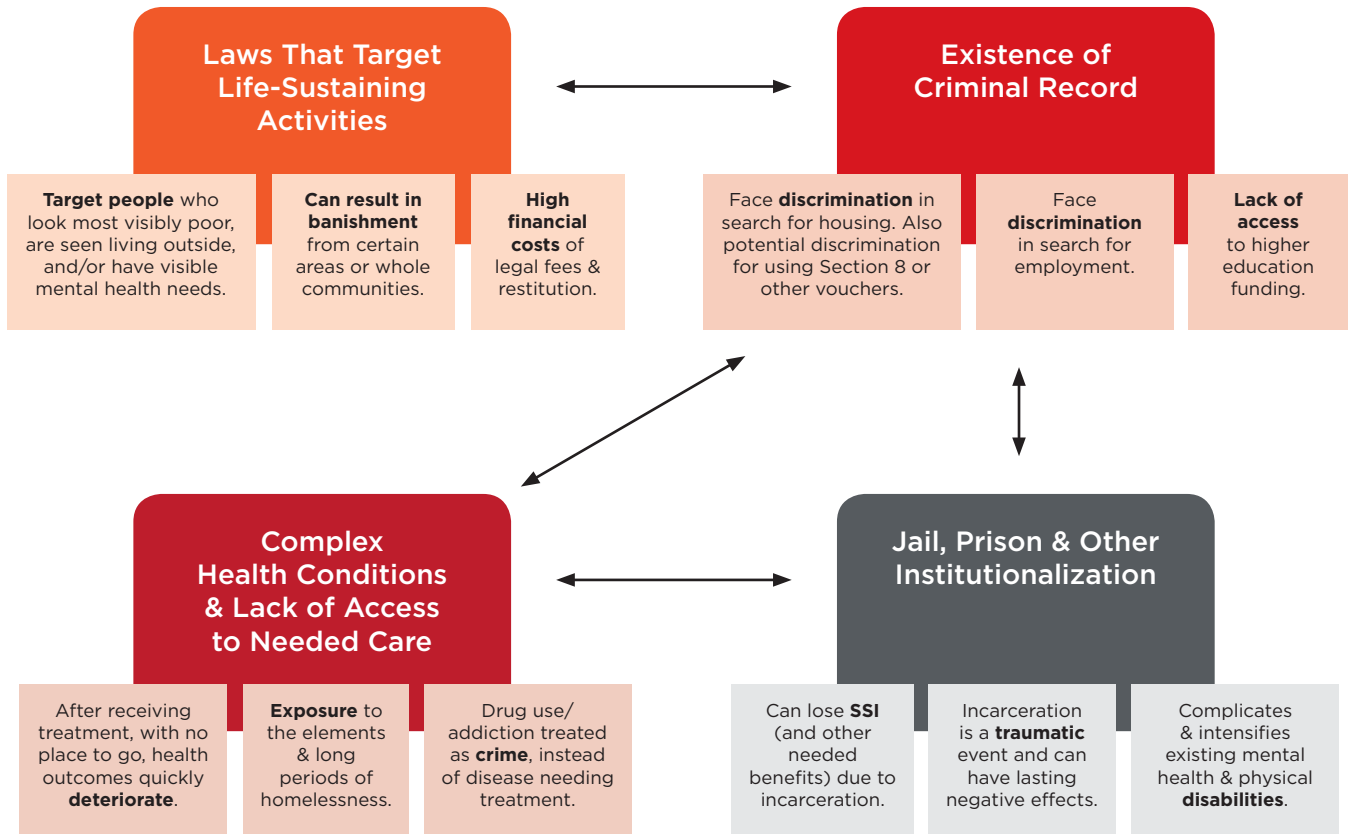 Laws That Target
Life-Sustaining
Activities
Target people who
look most visibly poor,
are seen living outside,
and/or have visible
mental health needs.
Can result in
banishment
from certain
areas or whole
communities.
High
financial
costs of
legal fees &
restitution.
Existence of
Criminal Record
Face discrimination in
search for housing. Also
potential discrimination
for using Section 8 or
other vouchers.
Face
discrimination
in search for
employment.
Lack of
access
to higher
education
funding.
Complex
Health Conditions
& Lack of Access
to Needed Care
After receiving
treatment, with no
place to go, health
outcomes quickly
deteriorate.
Exposure to
the elements
& long
periods of
homelessness.
Drug use/
addiction treated
as crime, instead
of disease needing
treatment.
Jail, Prison & Other
Institutionalization
Can lose SSI
(and other
needed
benefits) due to
incarceration.
Incarceration
is a traumatic
event and can
have lasting
negative effects.
Complicates
& intensifies
existing mental
health & physical
disabilities.